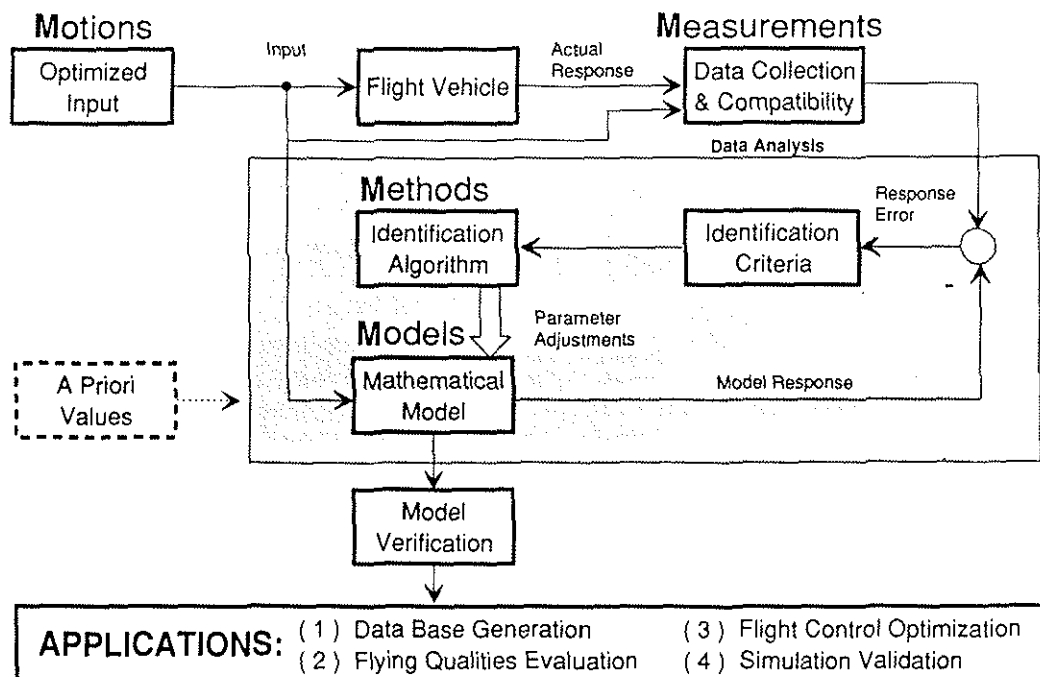 Motions
Input
Actual
Response
Measurements
Optimized
Input
Flight Vehicle
Data Collection
& Compatibility
Data Analysis
Methods
Response
Error
Identification
Algorithm
Identification
Criteria
-
Parameter
Adjustments
Models
A Priori
Values
Mathematical
Model
Model Response
Model
Verification
APPLICATIONS:
( 1 ) Data Base Generation
( 2 ) Flying Qualities Evaluation
( 3 ) Flight Control Optimization
( 4 ) Simulation Validation